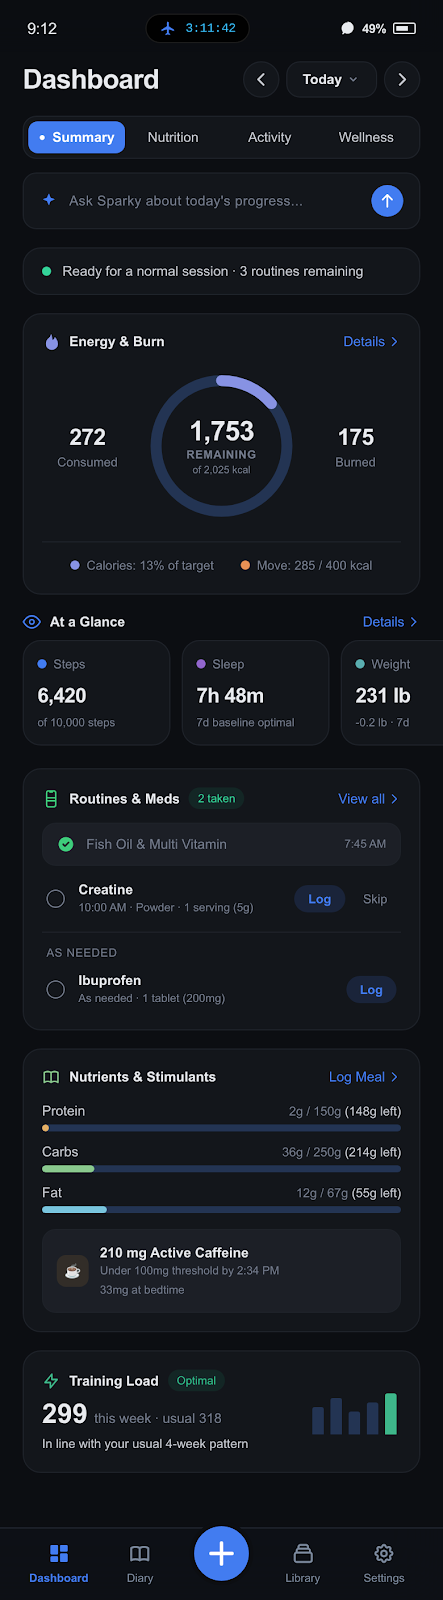 9:12
3:11:42
49%
Dashboard
Today
Summary
Nutrition
Activity
Wellness
Ask Sparky about today's progress...
Ready for a normal session · 3 routines remaining
Energy & Burn
Details
272
Consumed
1,753
REMAINING
of 2,025 kcal
175
Burned
Calories: 13% of target
Move: 285 / 400 kcal
At a Glance
Details
Steps
6,420
of 10,000 steps
Sleep
7h 48m
7d baseline optimal
Weight
231 lb
-0.2 lb · 7d
Routines & Meds
2 taken
View all
Fish Oil & Multi Vitamin
7:45 AM
Creatine
10:00 AM · Powder · 1 serving (5g)
Log
Skip
AS NEEDED
Ibuprofen
As needed · 1 tablet (200mg)
Log
Nutrients & Stimulants
Log Meal
Protein
2g / 150g (148g left)
Carbs
36g / 250g (214g left)
Fat
12g / 67g (55g left)
210 mg Active Caffeine
Under 100mg threshold by 2:34 PM
33mg at bedtime
Training Load
Optimal
299 this week · usual 318
In line with your usual 4-week pattern
Dashboard
Diary
Library
Settings